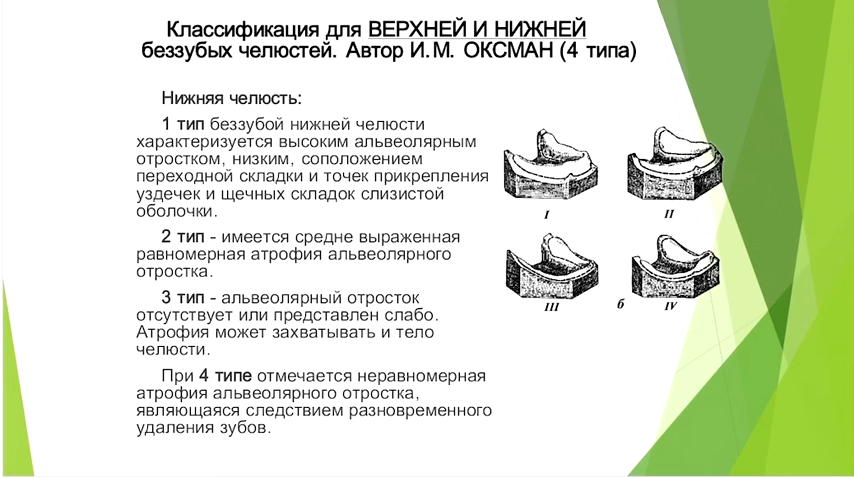 Классификация для ВЕРХНЕЙ И НИЖНЕЙ
беззубых челюстей. Автор И.М. ОКСМАН (4 типа)
Нижняя челюсть:
1 тип беззубой нижней челюсти
характеризуется высоким альвеолярным
отростком, низким, соположением
переходной складки и точек прикрепления
уздечек и щечных складок слизистой
оболочки.
2 тип - имеется средне выраженная
равномерная атрофия альвеолярного
отростка.
3 тип - альвеолярный отросток
отсутствует или представлен слабо.
Атрофия может захватывать и тело
челюсти.
При 4 типе отмечается неравномерная
атрофия альвеолярного отростка,
являющаяся следствием разновременного
удаления зубов.
I
II
III
б
IV